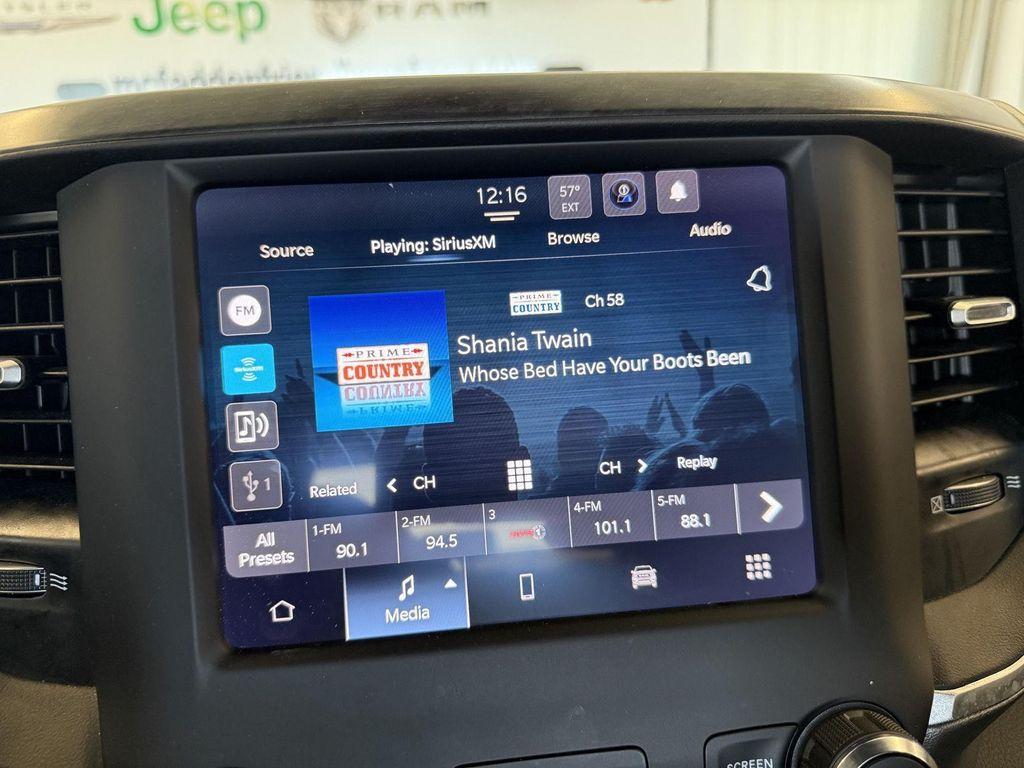 Jeep
RAM
12:16
57°
EXT
Source
Playing: SiriusXM
Browse
Audio
FM
SiriusXM
1
PRIME
COUNTRY
PRIME
COUNTRY
Ch 58
Shania Twain
Whose Bed Have Your Boots Been
Related
CH
CH
Replay
All
Presets
1-FM
90.1
2-FM
94.5
3
4-FM
101.1
5-FM
88.1
Media
SCREEN